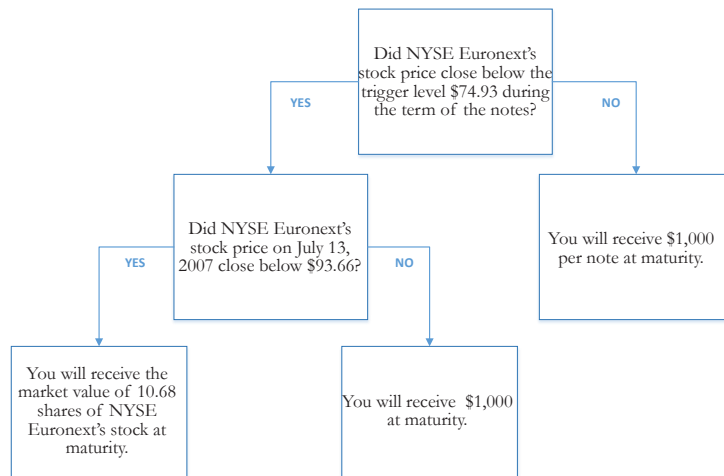 Did NYSE Euronext's
stock price close below the
trigger level $74.93 during
the term of the notes?
YES
NO
Did NYSE Euronext's
stock price on July 13,
2007 close below $93.66?
You will receive $1,000
per note at maturity.
YES
NO
You will receive the
market value of 10.68
shares of NYSE
Euronext's stock at
maturity.
You will receive $1,000
at maturity.